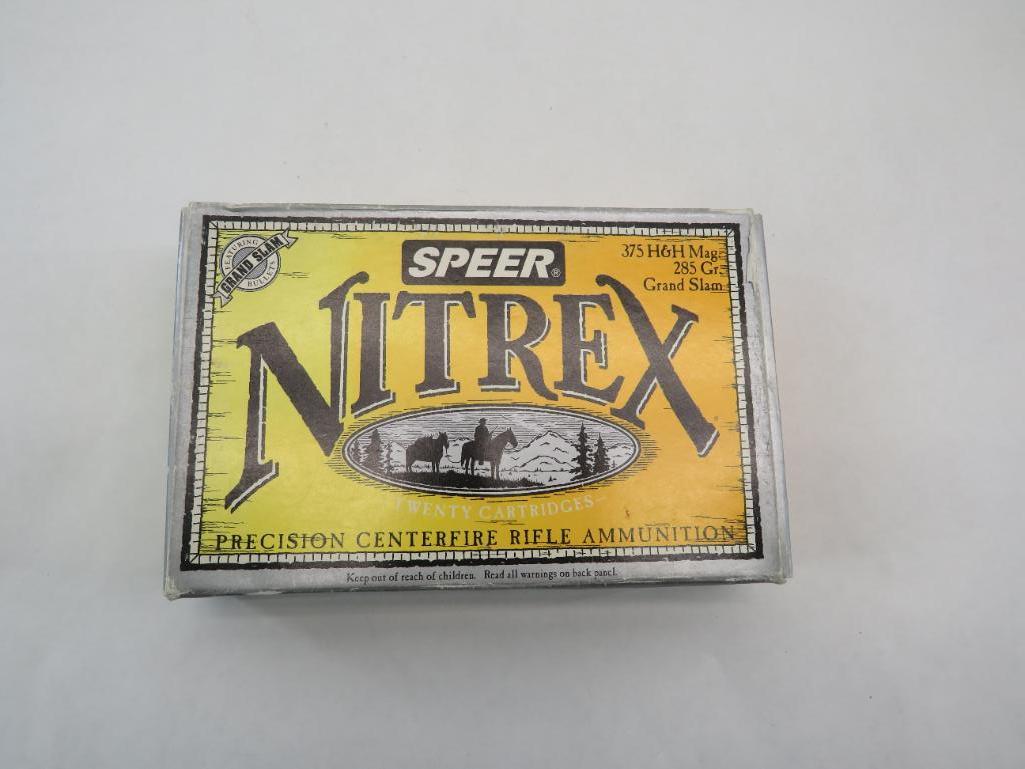 FEATURING
GRAND SLAM
BULLETS
SPEER®
375 H&H Mag.
285 Gr.
Grand Slam
NITREX
TWENTY CARTRIDGES
PRECISION CENTERFIRE RIFLE AMMUNITION
Keep out of reach of children. Read all warnings on back panel.